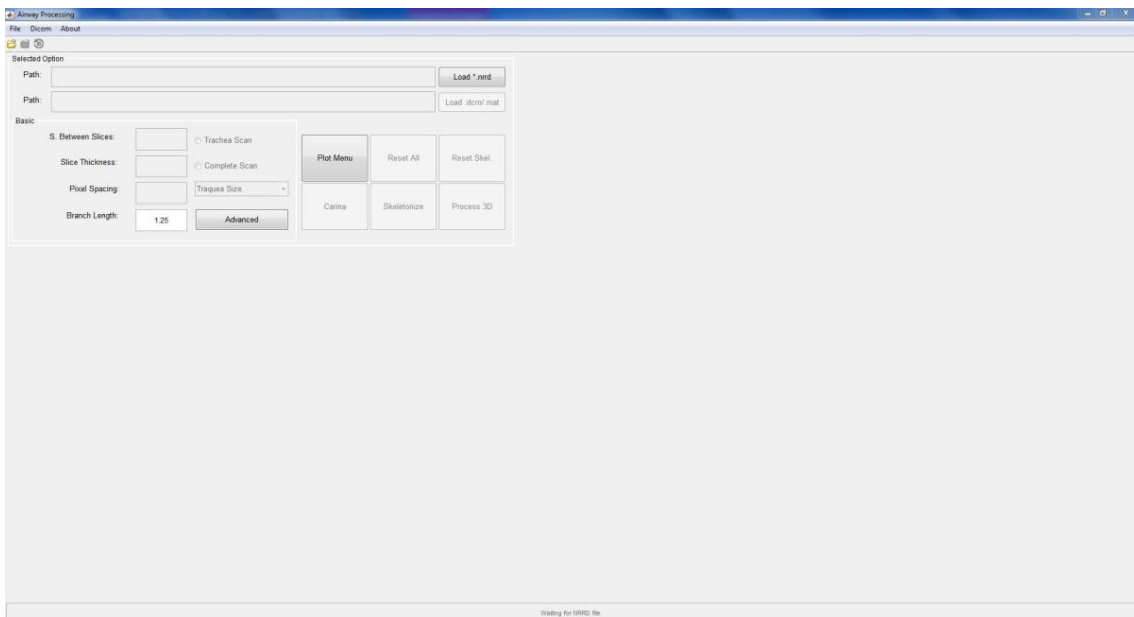 Airway Processing
File Dicom About
Selected Option
Path: Load *.nrrd
Path: Load .dcm/.mat
Basic
S. Between Slices: Trachea Scan
Slice Thickness: Complete Scan
Pixel Spacing: Traquea Size
Branch Length: 1.25 Advanced
Plot Menu Reset All Reset Skel.
Carina Skeletonize Process 3D
Waiting for NRRD file.